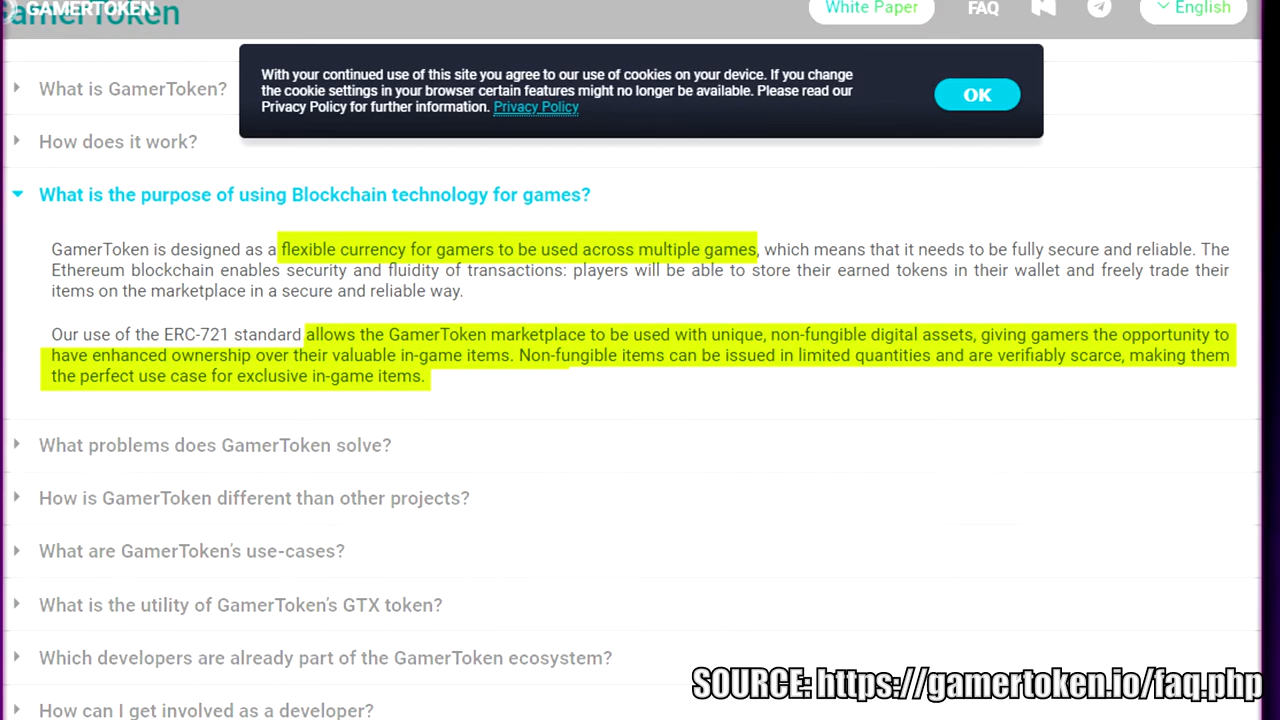 GamerToken
GAMERTOKEN
White Paper
FAQ
English
With your continued use of this site you agree to our use of cookies on your device. If you change
the cookie settings in your browser certain features might no longer be available. Please read our
Privacy Policy for further information. Privacy Policy
OK
What is GamerToken?
How does it work?
What is the purpose of using Blockchain technology for games?
GamerToken is designed as a flexible currency for gamers to be used across multiple games, which means that it needs to be fully secure and reliable. The
Ethereum blockchain enables security and fluidity of transactions: players will be able to store their earned tokens in their wallet and freely trade their
items on the marketplace in a secure and reliable way.
Our use of the ERC-721 standard allows the GamerToken marketplace to be used with unique, non-fungible digital assets, giving gamers the opportunity to
have enhanced ownership over their valuable in-game items. Non-fungible items can be issued in limited quantities and are verifiably scarce, making them
the perfect use case for exclusive in-game items.
What problems does GamerToken solve?
How is GamerToken different than other projects?
What are GamerToken's use-cases?
What is the utility of GamerToken's GTX token?
Which developers are already part of the GamerToken ecosystem?
How can I get involved as a developer?
SOURCE: https://gamertoken.io/faq.php